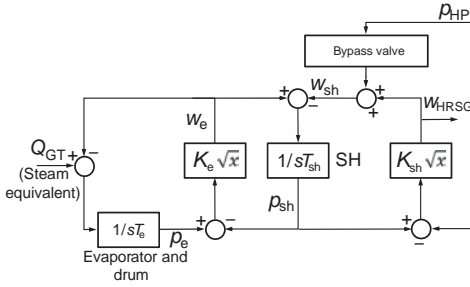 pHP
Bypass valve
wsh
+
−
+
+
wHRSG
we
QGT
+
−
(Steam
equivalent)
Ke √x
1/sTsh
SH
Ksh √x
psh
1/sTe
pe
+
−
+
−
Evaporator and
drum